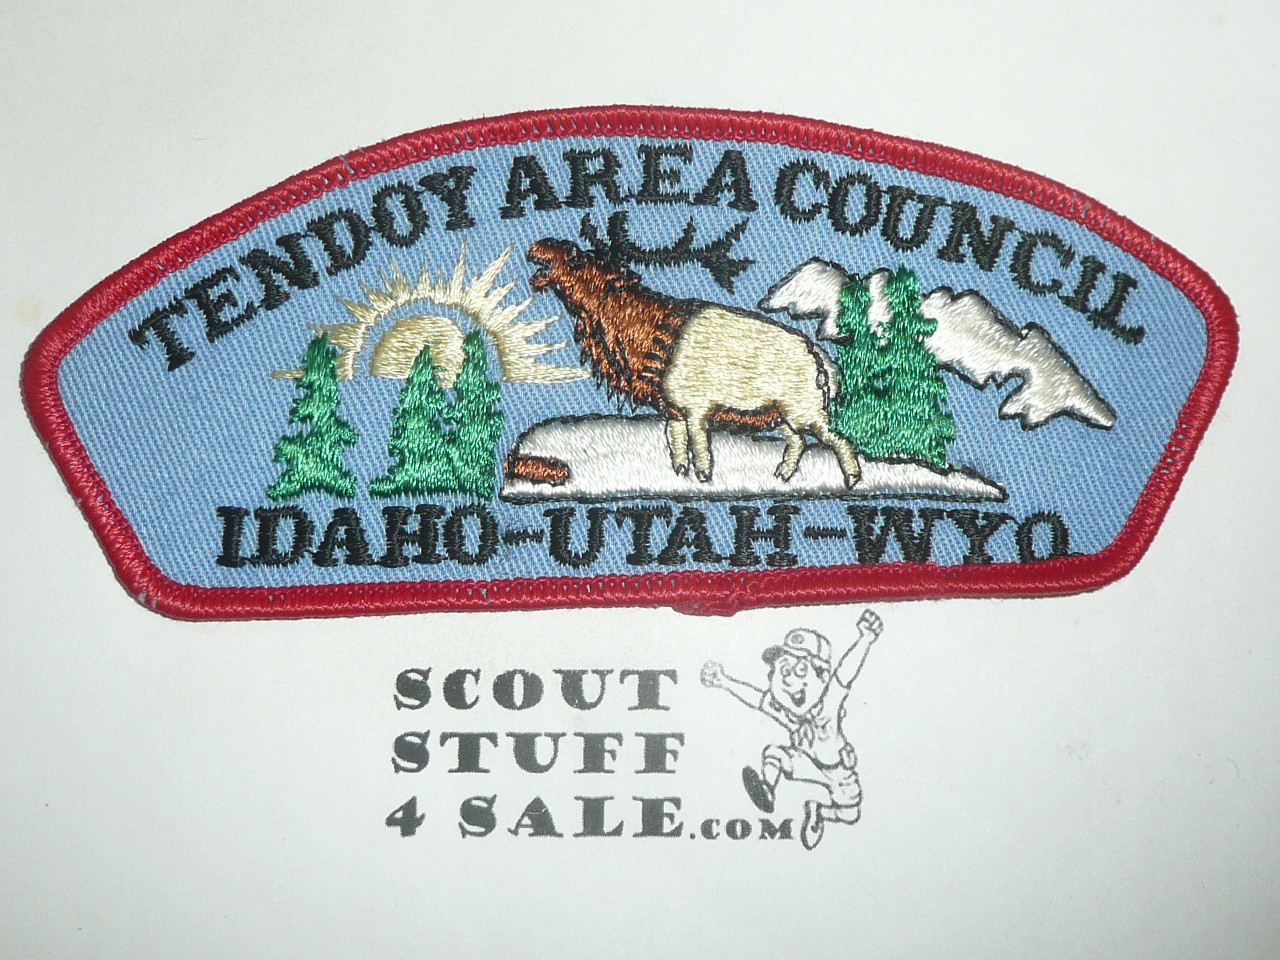 TENDOY AREA COUNCIL
IDAHO-UTAH-WYO.
SCOUT
STUFF
4 SALE.COM